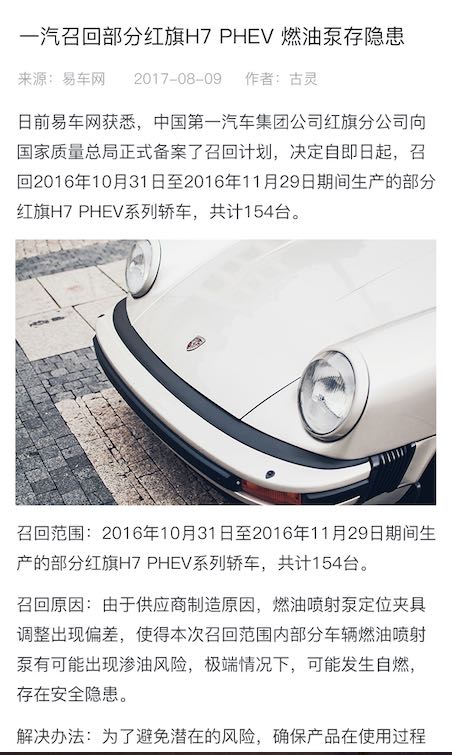 一汽召回部分红旗H7 PHEV 燃油泵存隐患
来源：易车网 2017-08-09 作者：古灵
日前易车网获悉，中国第一汽车集团公司红旗分公司向
国家质量总局正式备案了召回计划，决定自即日起，召
回2016年10月31日至2016年11月29日期间生产的部分
红旗H7 PHEV系列轿车，共计154台。
召回范围：2016年10月31日至2016年11月29日期间生
产的部分红旗H7 PHEV系列轿车，共计154台。
召回原因：由于供应商制造原因，燃油喷射泵定位夹具
调整出现偏差，使得本次召回范围内部分车辆燃油喷射
泵有可能出现渗油风险，极端情况下，可能发生自燃，
存在安全隐患。
解决办法：为了避免潜在的风险，确保产品在使用过程